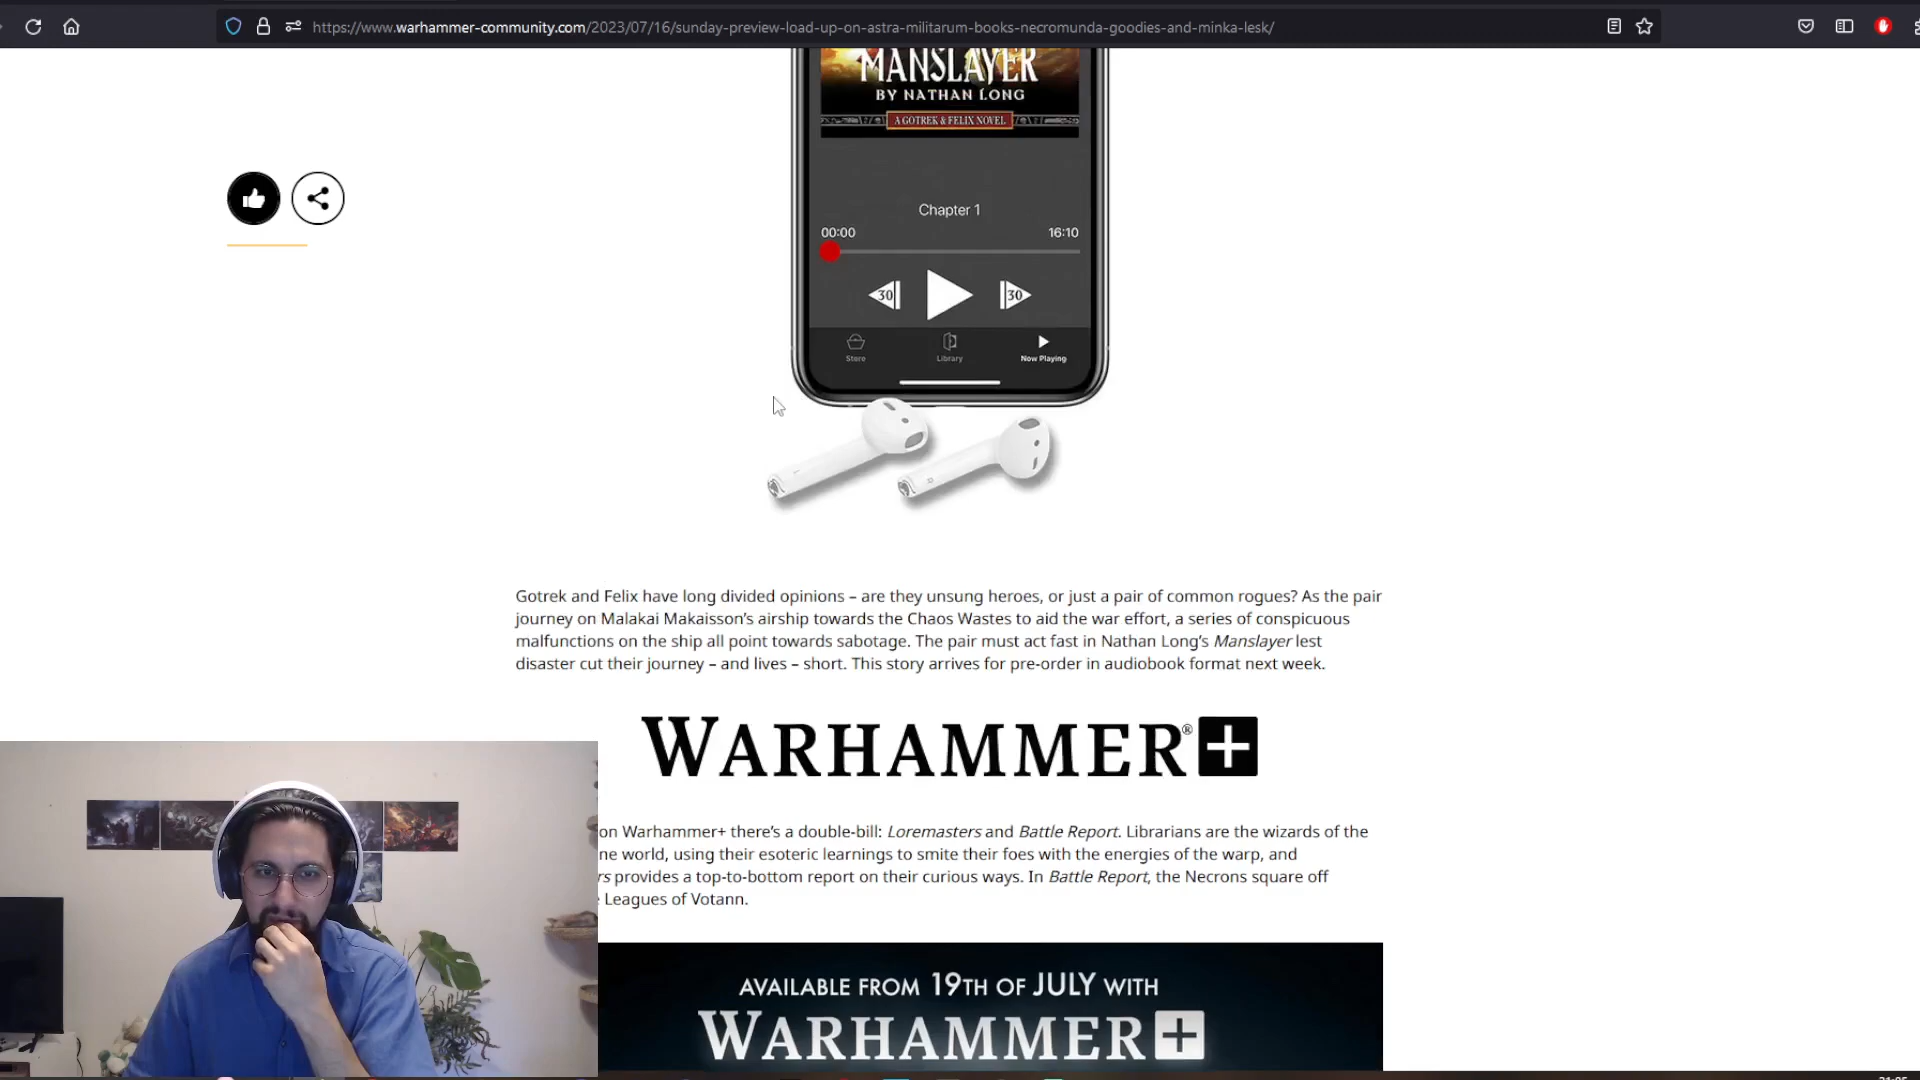 https://www.warhammer-community.com/2023/07/16/sunday-preview-load-up-on-astra-militarum-books-necromunda-goodies-and-minka-lesk/
MANSLAYER
BY NATHAN LONG
A GOTREK & FELIX NOVEL
Chapter 1
00:00 16:10
30 30
Store Library Now Playing
Gotrek and Felix have long divided opinions – are they unsung heroes, or just a pair of common rogues? As the pair
journey on Malakai Makaisson's airship towards the Chaos Wastes to aid the war effort, a series of conspicuous
malfunctions on the ship all point towards sabotage. The pair must act fast in Nathan Long's Manslayer lest
disaster cut their journey – and lives – short. This story arrives for pre-order in audiobook format next week.
WARHAMMER®+
on Warhammer+ there's a double-bill: Loremasters and Battle Report. Librarians are the wizards of the
world, using their esoteric learnings to smite their foes with the energies of the warp, and
provides a top-to-bottom report on their curious ways. In Battle Report, the Necrons square off
Leagues of Votann.
AVAILABLE FROM 19TH OF JULY WITH
WARHAMMER+